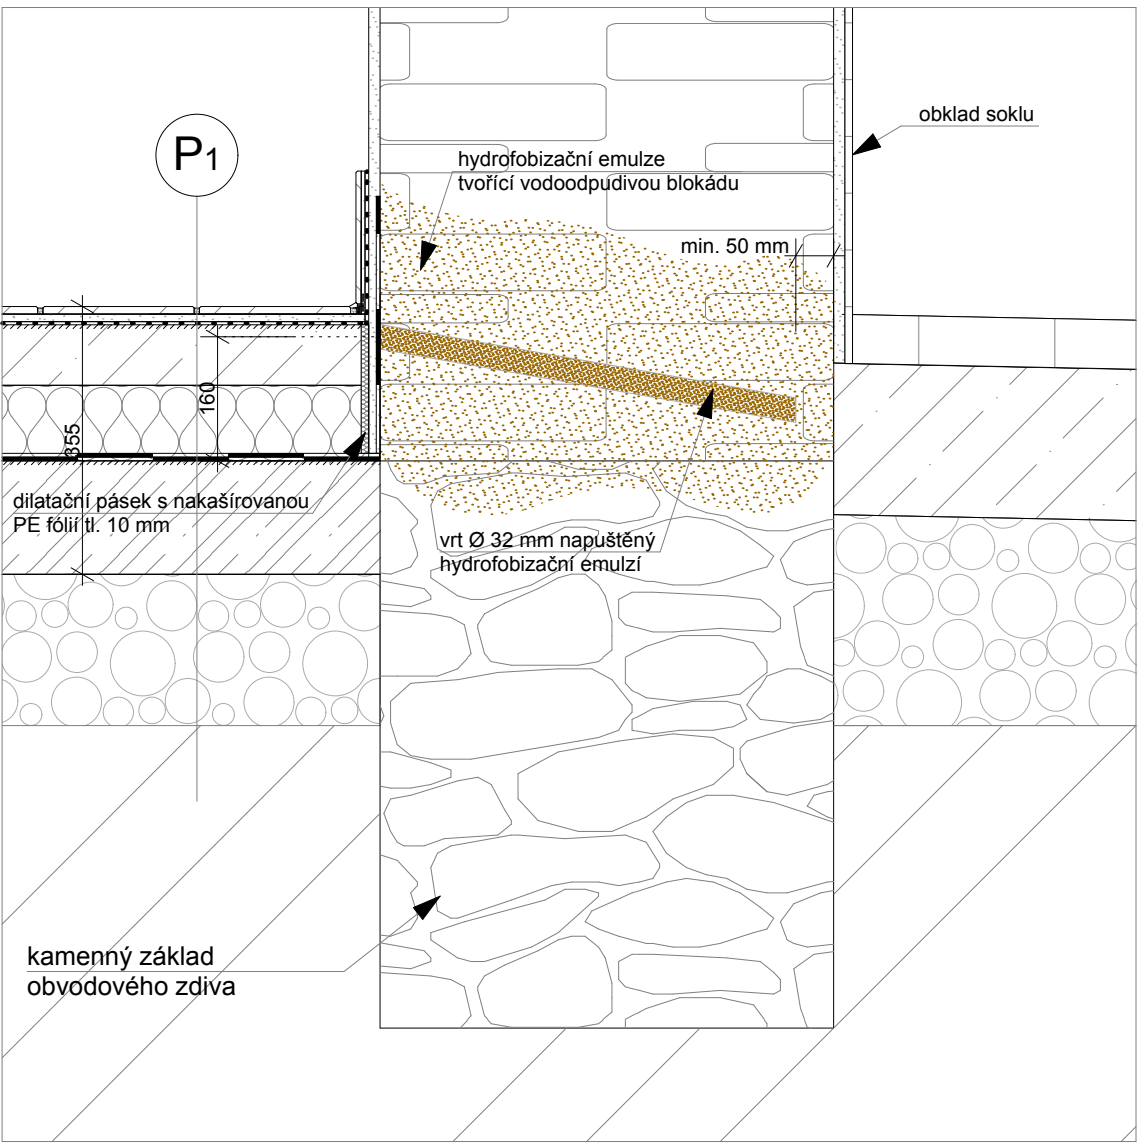 obklad soklu
P1
hydrofobizační emulze
tvořící vodoodpudivou blokádu
min. 50 mm
160
355
dilatační pásek s nakašírovanou
PE fólií tl. 10 mm
vrt Ø 32 mm napuštěný
hydrofobizační emulzí
kamenný základ
obvodového zdiva